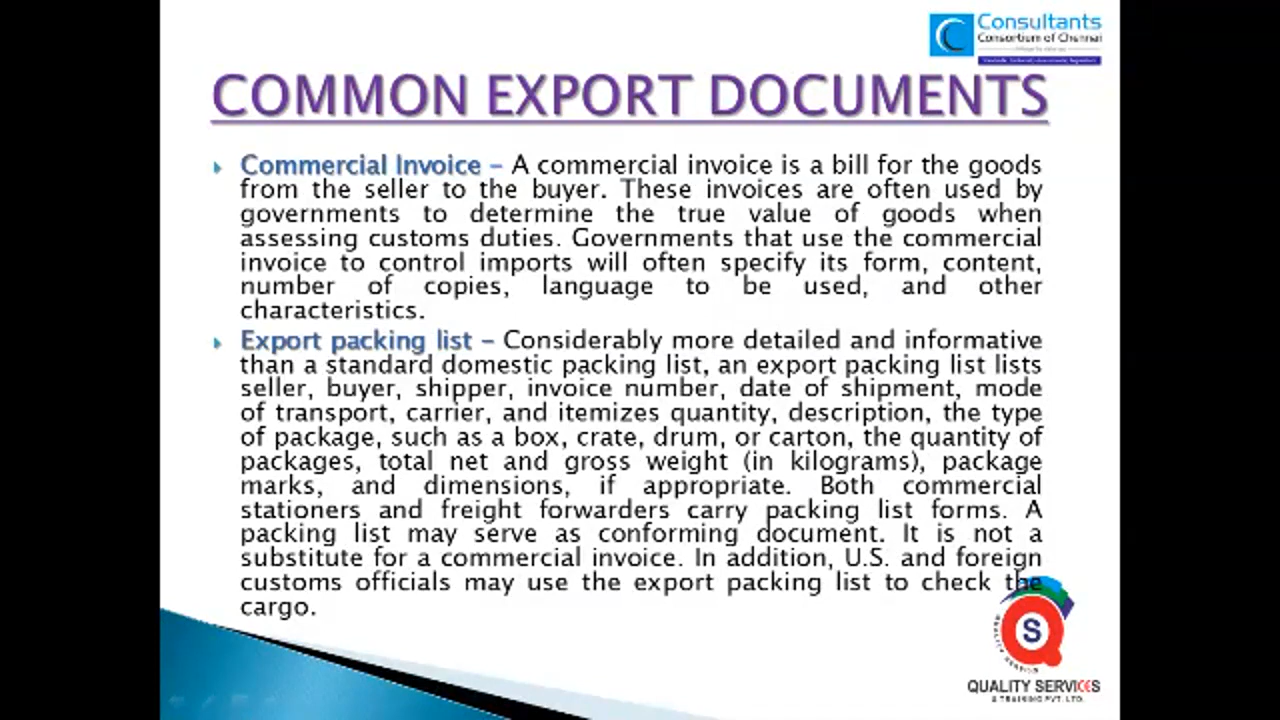 Consultants
Consortium of Chennai
COMMON EXPORT DOCUMENTS
Commercial Invoice – A commercial invoice is a bill for the goods
from the seller to the buyer. These invoices are often used by
governments to determine the true value of goods when
assessing customs duties. Governments that use the commercial
invoice to control imports will often specify its form, content,
number of copies, language to be used, and other
characteristics.
Export packing list – Considerably more detailed and informative
than a standard domestic packing list, an export packing list lists
seller, buyer, shipper, invoice number, date of shipment, mode
of transport, carrier, and itemizes quantity, description, the type
of package, such as a box, crate, drum, or carton, the quantity of
packages, total net and gross weight (in kilograms), package
marks, and dimensions, if appropriate. Both commercial
stationers and freight forwarders carry packing list forms. A
packing list may serve as conforming document. It is not a
substitute for a commercial invoice. In addition, U.S. and foreign
customs officials may use the export packing list to check the
cargo.
S
QUALITY SERVICES
& TRAINING PVT. LTD.